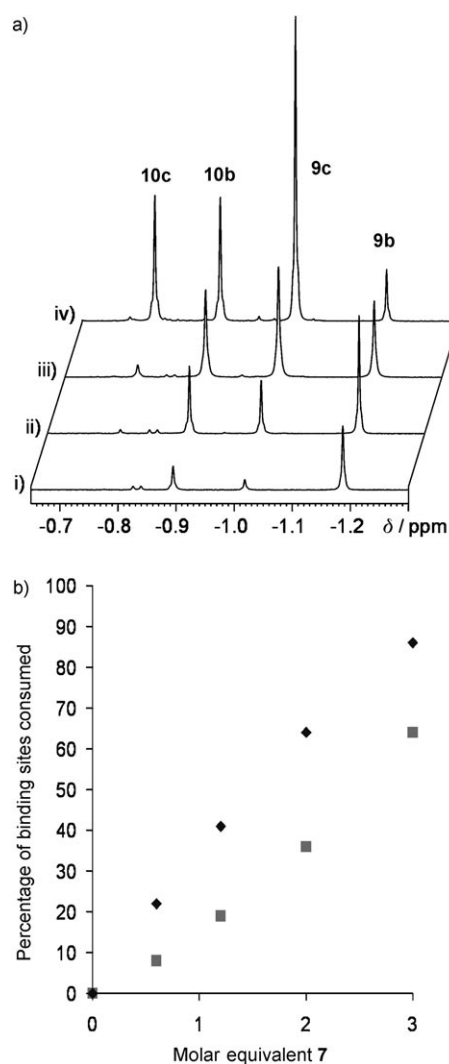 a)
10c 10b 9c
9b
iv)
iii)
ii)
i)
-0.7 -0.8 -0.9 -1.0 -1.1 -1.2 δ / ppm
b)
100
90
80
70
60
50
40
30
20
10
0
0 1 2 3
Percentage of binding sites consumed
Molar equivalent 7